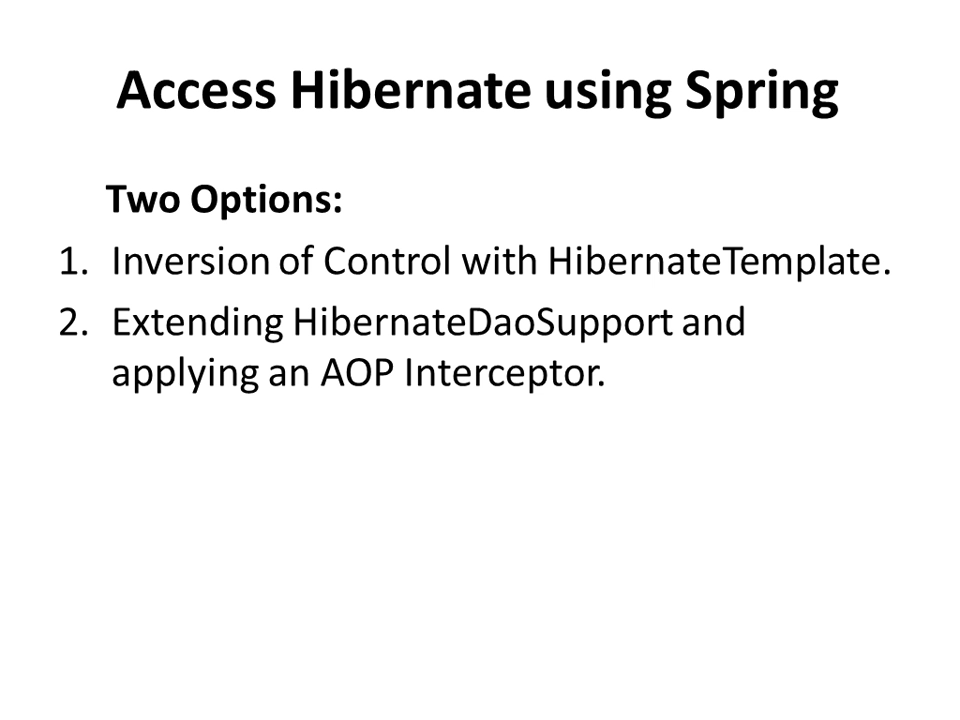 Access Hibernate using Spring
Two Options:
1. Inversion of Control with HibernateTemplate.
2. Extending HibernateDaoSupport and
applying an AOP Interceptor.